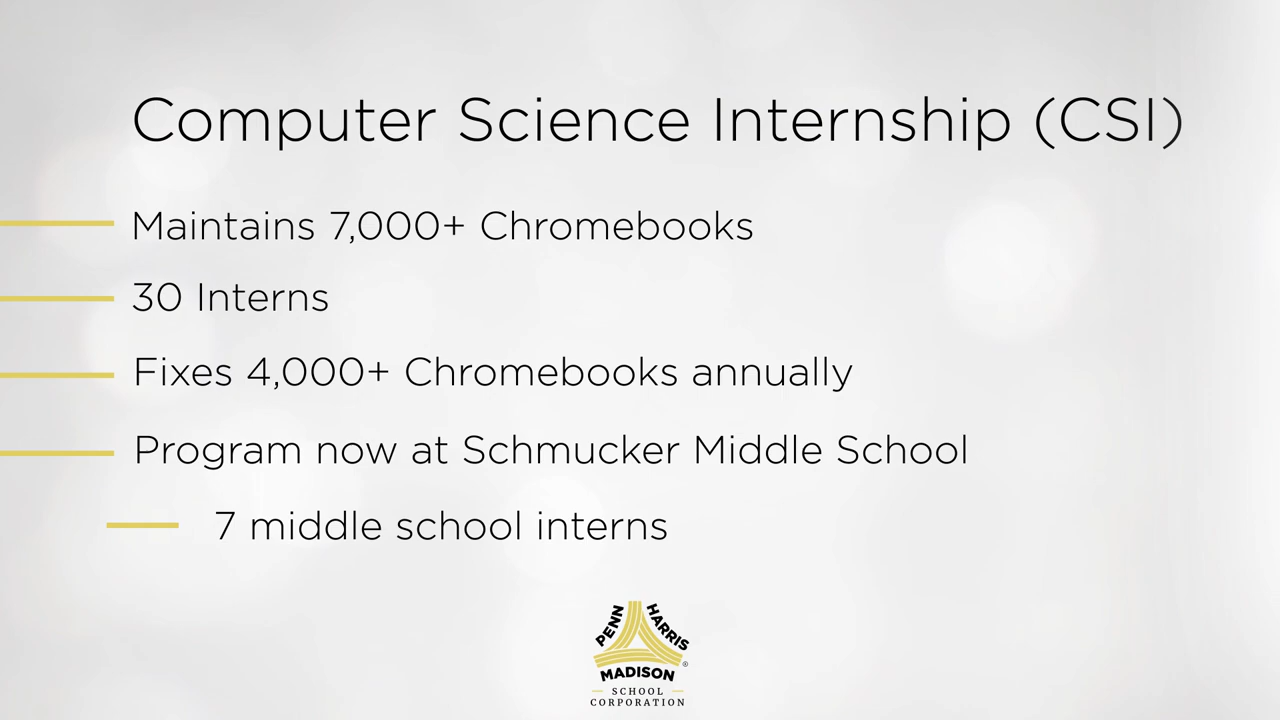 Computer Science Internship (CSI)
Maintains 7,000+ Chromebooks
30 Interns
Fixes 4,000+ Chromebooks annually
Program now at Schmucker Middle School
7 middle school interns
PENN
HARRIS
MADISON
®
SCHOOL
CORPORATION